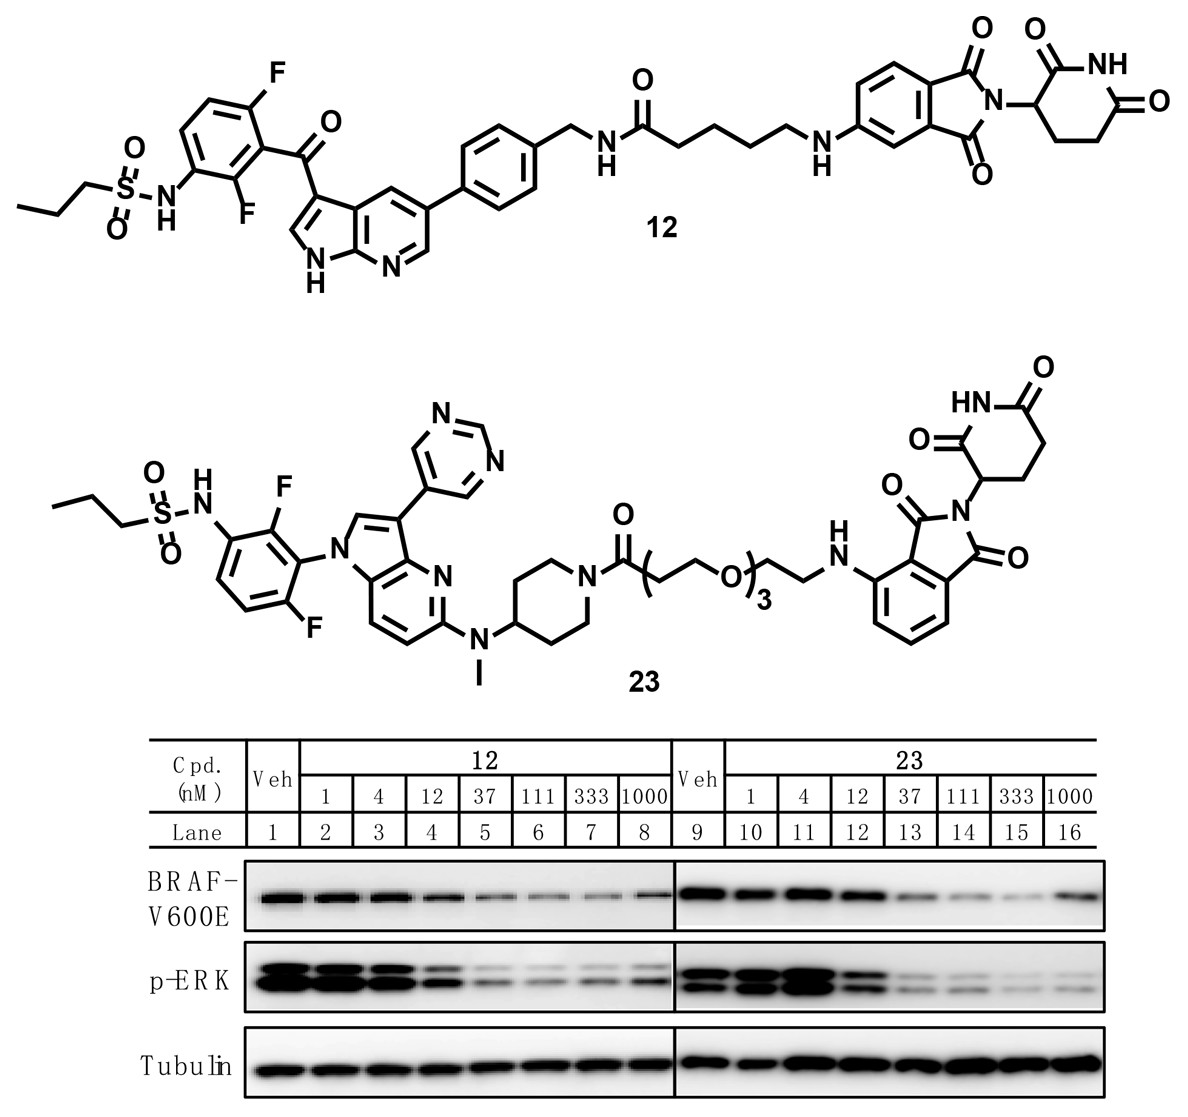 F
O
O
S
O
N
H
F
N
H
N
N
H
O
N
H
O
O
N
O
O
NH
O
12
HN
O
O
O
N
O
H
N
N
N
O
S
O
H
N
F
F
N
N
N
N
O
O
3
23
Cpd. (nM)
Veh
12
Veh
23
1 4 12 37 111 333 1000
1 4 12 37 111 333 1000
Lane 1 2 3 4 5 6 7 8 9 10 11 12 13 14 15 16
BRAF-
V600E
p-ERK
Tubulin